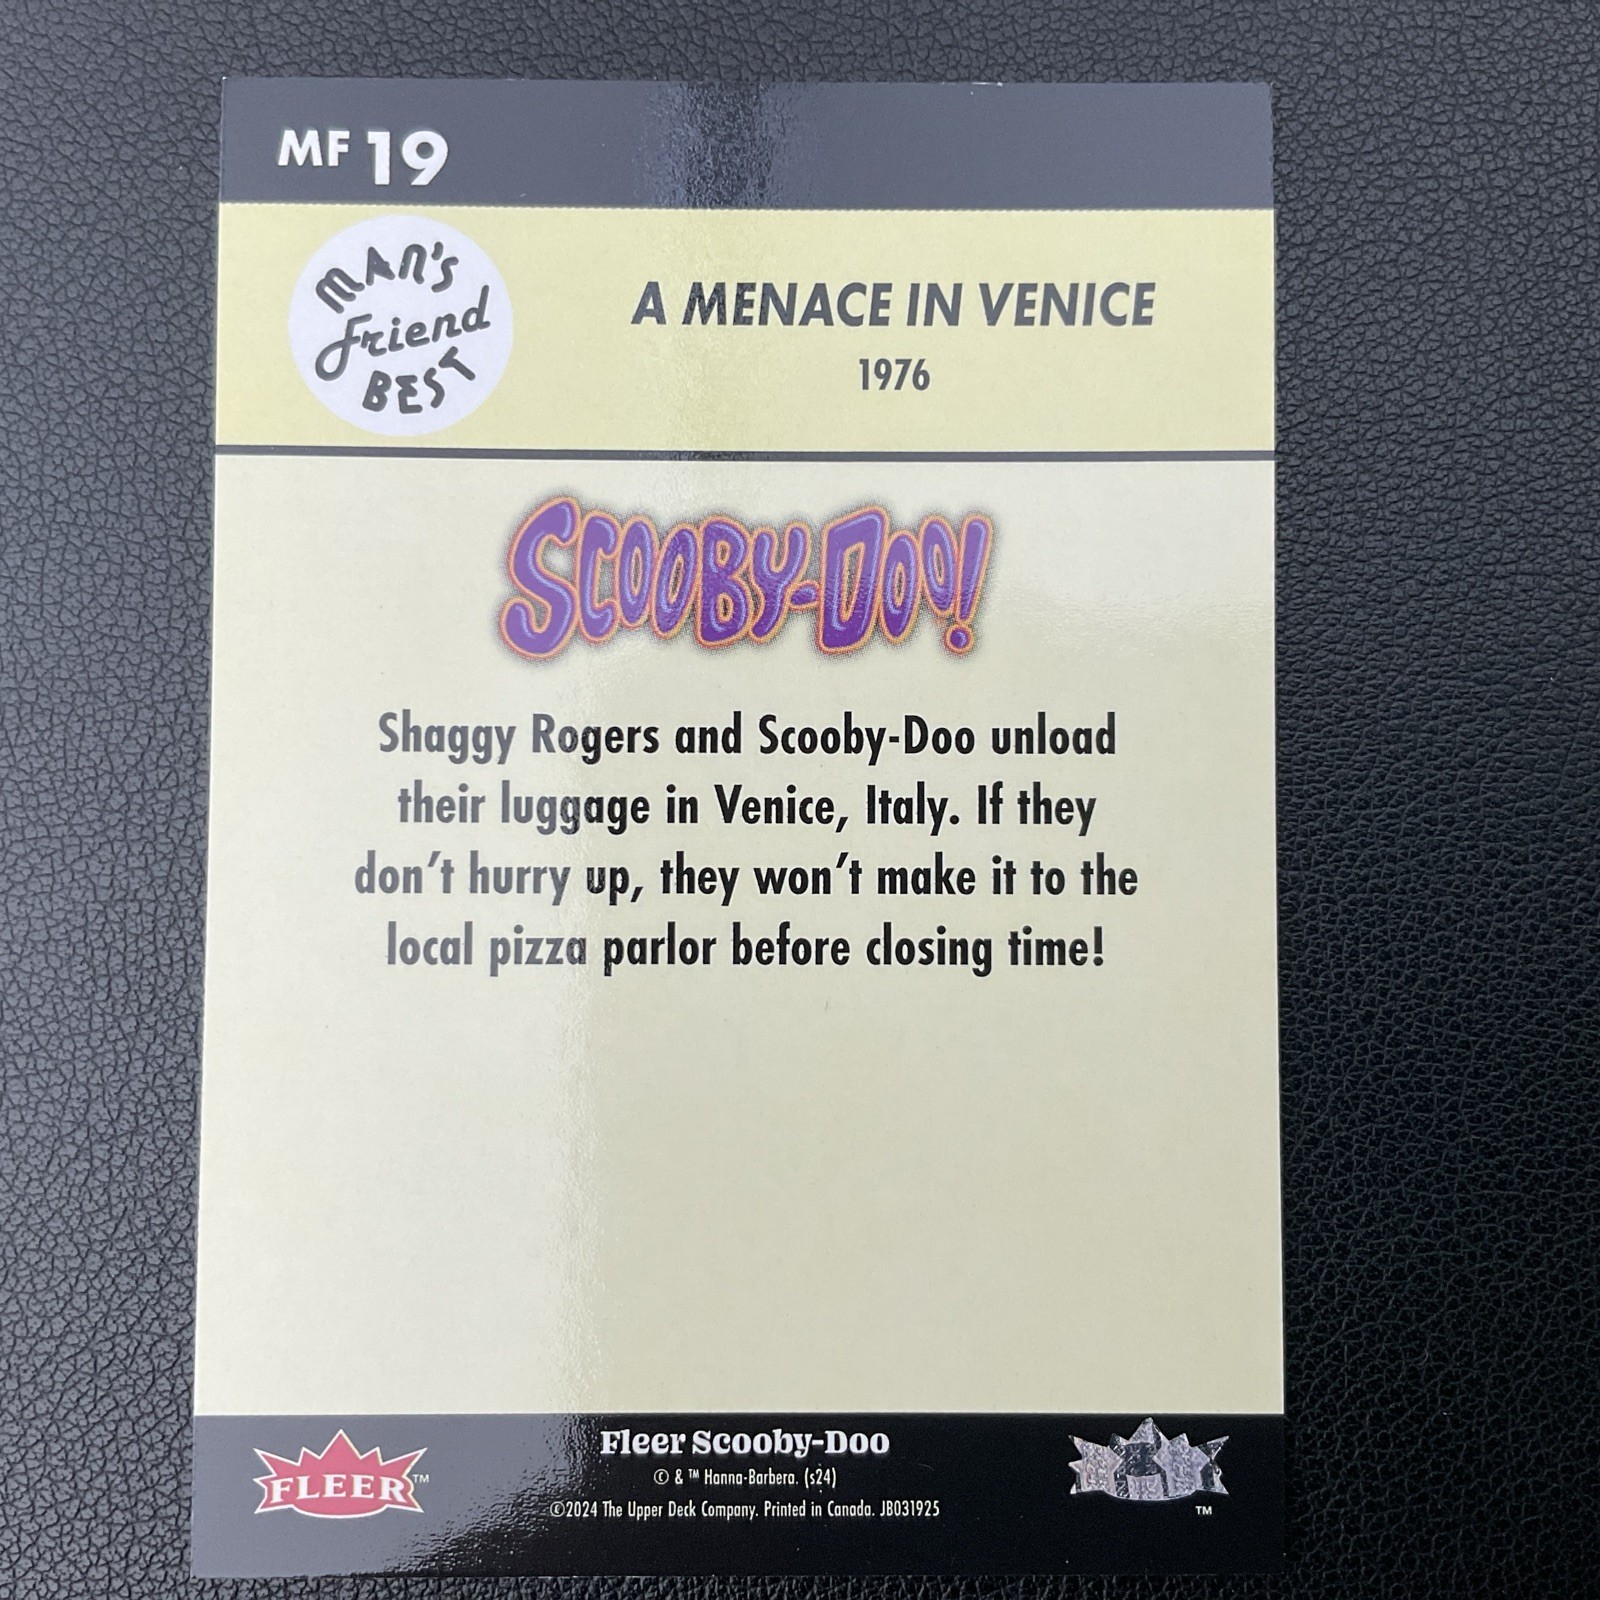 MF 19
MAN'S
Friend
BEST
A MENACE IN VENICE
1976
SCOOBY-DOO!
Shaggy Rogers and Scooby-Doo unload
their luggage in Venice, Italy. If they
don't hurry up, they won't make it to the
local pizza parlor before closing time!
FLEER™
Fleer Scooby-Doo
© & ™ Hanna-Barbera. (s24)
©2024 The Upper Deck Company. Printed in Canada. JB031925
™